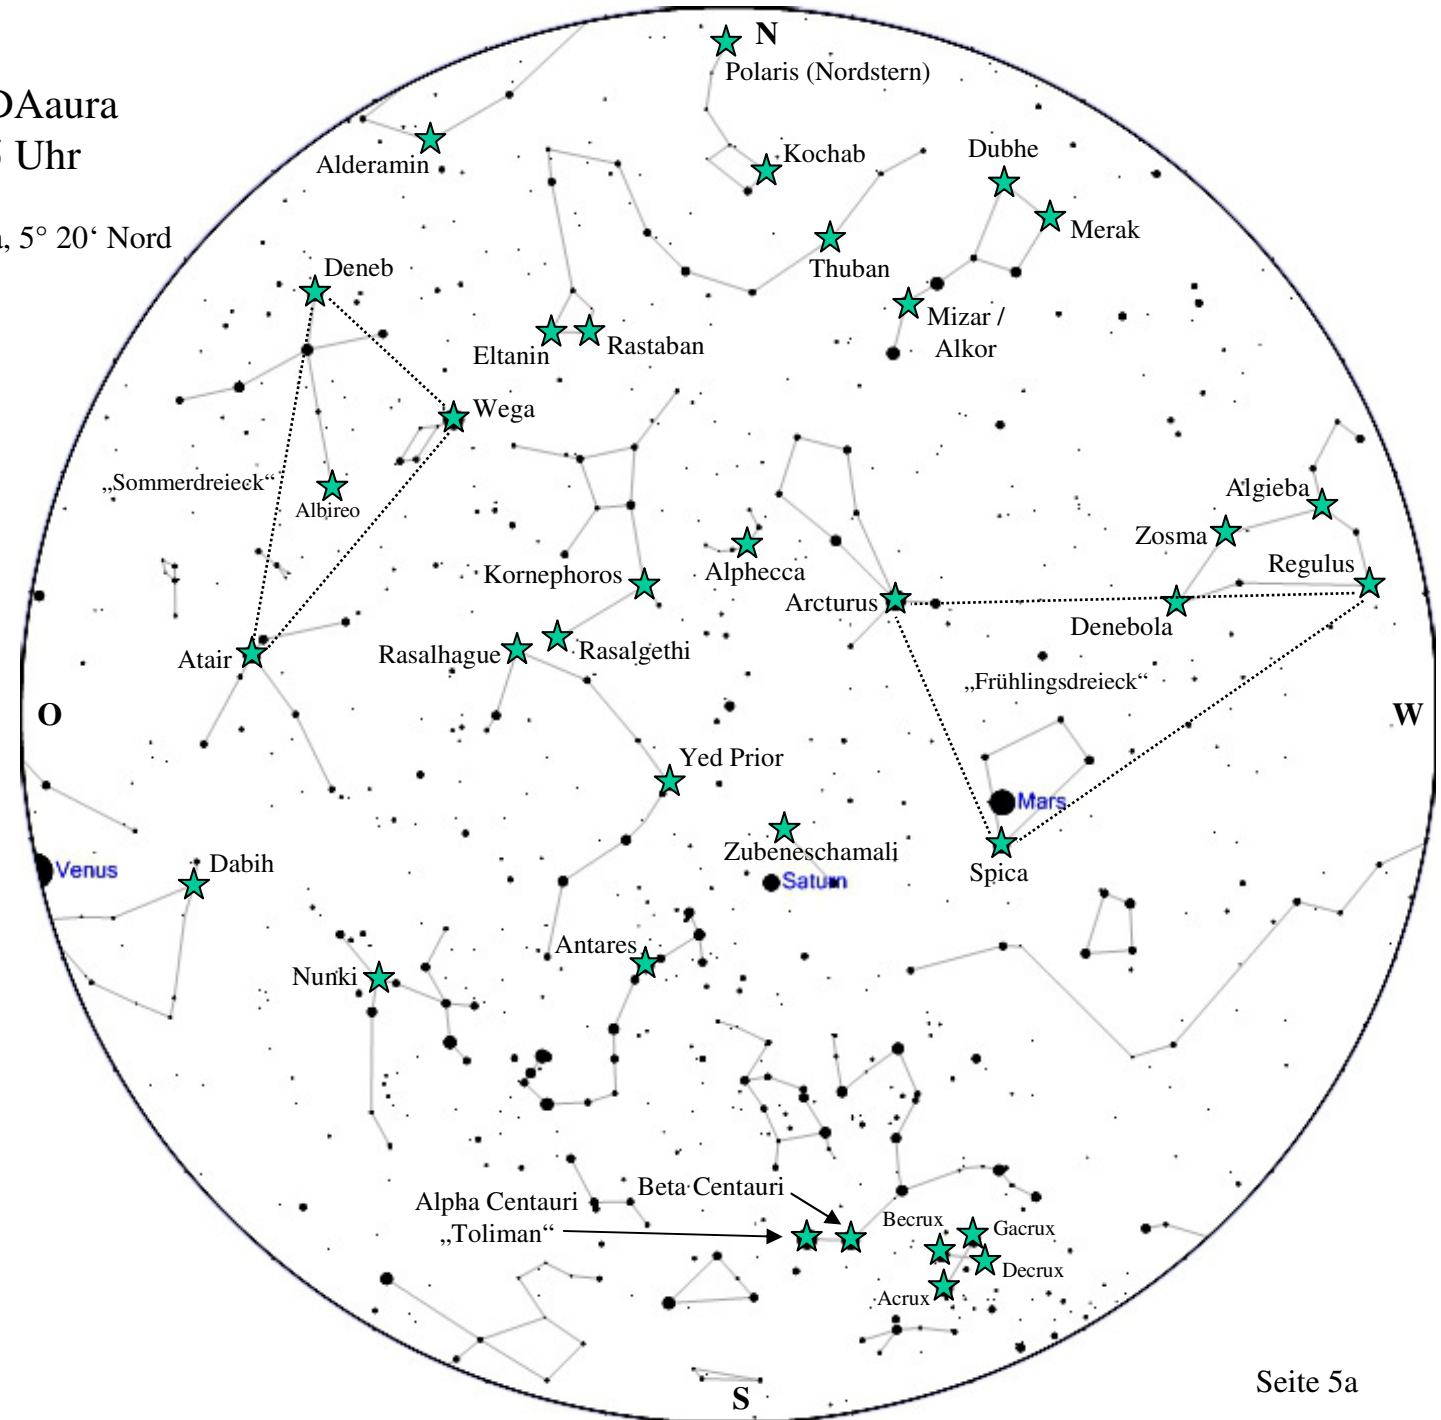 N
Polaris (Nordstern)
DAaura
Uhr
Alderamin
Kochab
Dubhe
Merak
5° 20‘ Nord
Thuban
Deneb
Mizar /
Alkor
Eltanin
Rastaban
Wega
„Sommerdreieck“
Albireo
Algieba
Zosma
Regulus
Kornephoros
Alphecca
Arcturus
Denebola
Atair
Rasalhague
Rasalgethi
„Frühlingsdreieck“
O
W
Yed Prior
Mars
Zubeneschamali
Saturn
Spica
Venus
Dabih
Antares
Nunki
Alpha Centauri
„Toliman“
Beta Centauri
Becrux
Gacrux
Decrux
Acrux
S
Seite 5a